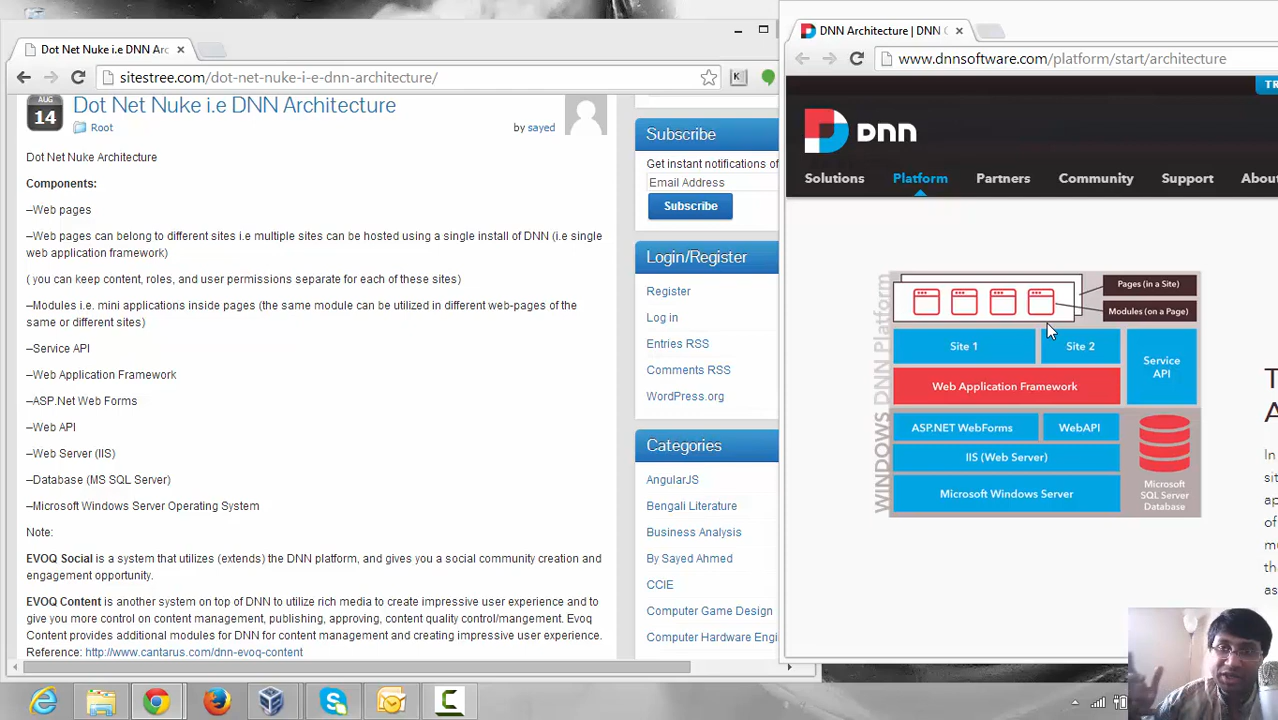 Dot Net Nuke i.e DNN Arc
sitestree.com/dot-net-nuke-i-e-dnn-architecture/
AUG
14
Dot Net Nuke i.e DNN Architecture
Root
by sayed
Dot Net Nuke Architecture
Components:
–Web pages
–Web pages can belong to different sites i.e multiple sites can be hosted using a single install of DNN (i.e single
web application framework)
( you can keep content, roles, and user permissions separate for each of these sites)
–Modules i.e. mini applications inside pages (the same module can be utilized in different web-pages of the
same or different sites)
–Service API
–Web Application Framework
–ASP.Net Web Forms
–Web API
–Web Server (IIS)
–Database (MS SQL Server)
–Microsoft Windows Server Operating System
Note:
EVOQ Social is a system that utilizes (extends) the DNN platform, and gives you a social community creation and
engagement opportunity.
EVOQ Content is another system on top of DNN to utilize rich media to create impressive user experience and to
give you more control on content management, publishing, approving, content quality control/mangement. Evoq
Content provides additional modules for DNN for content management and creating impressive user experience.
Reference: http://www.cantarus.com/dnn-evoq-content
Subscribe
Get instant notifications of
Email Address
Subscribe
Login/Register
Register
Log in
Entries RSS
Comments RSS
WordPress.org
Categories
AngularJS
Bengali Literature
Business Analysis
By Sayed Ahmed
CCIE
Computer Game Design
Computer Hardware Engi
DNN Architecture | DNN
www.dnnsoftware.com/platform/start/architecture
TR
DNN
Solutions
Platform
Partners
Community
Support
Abou
WINDOWS DNN Platform
Pages (in a Site)
Modules (on a Page)
Site 1
Site 2
Service
API
Web Application Framework
ASP.NET WebForms
WebAPI
IIS (Web Server)
Microsoft Windows Server
Microsoft
SQL Server
Database
T
A
In
sit
ap
of
mu
th
as